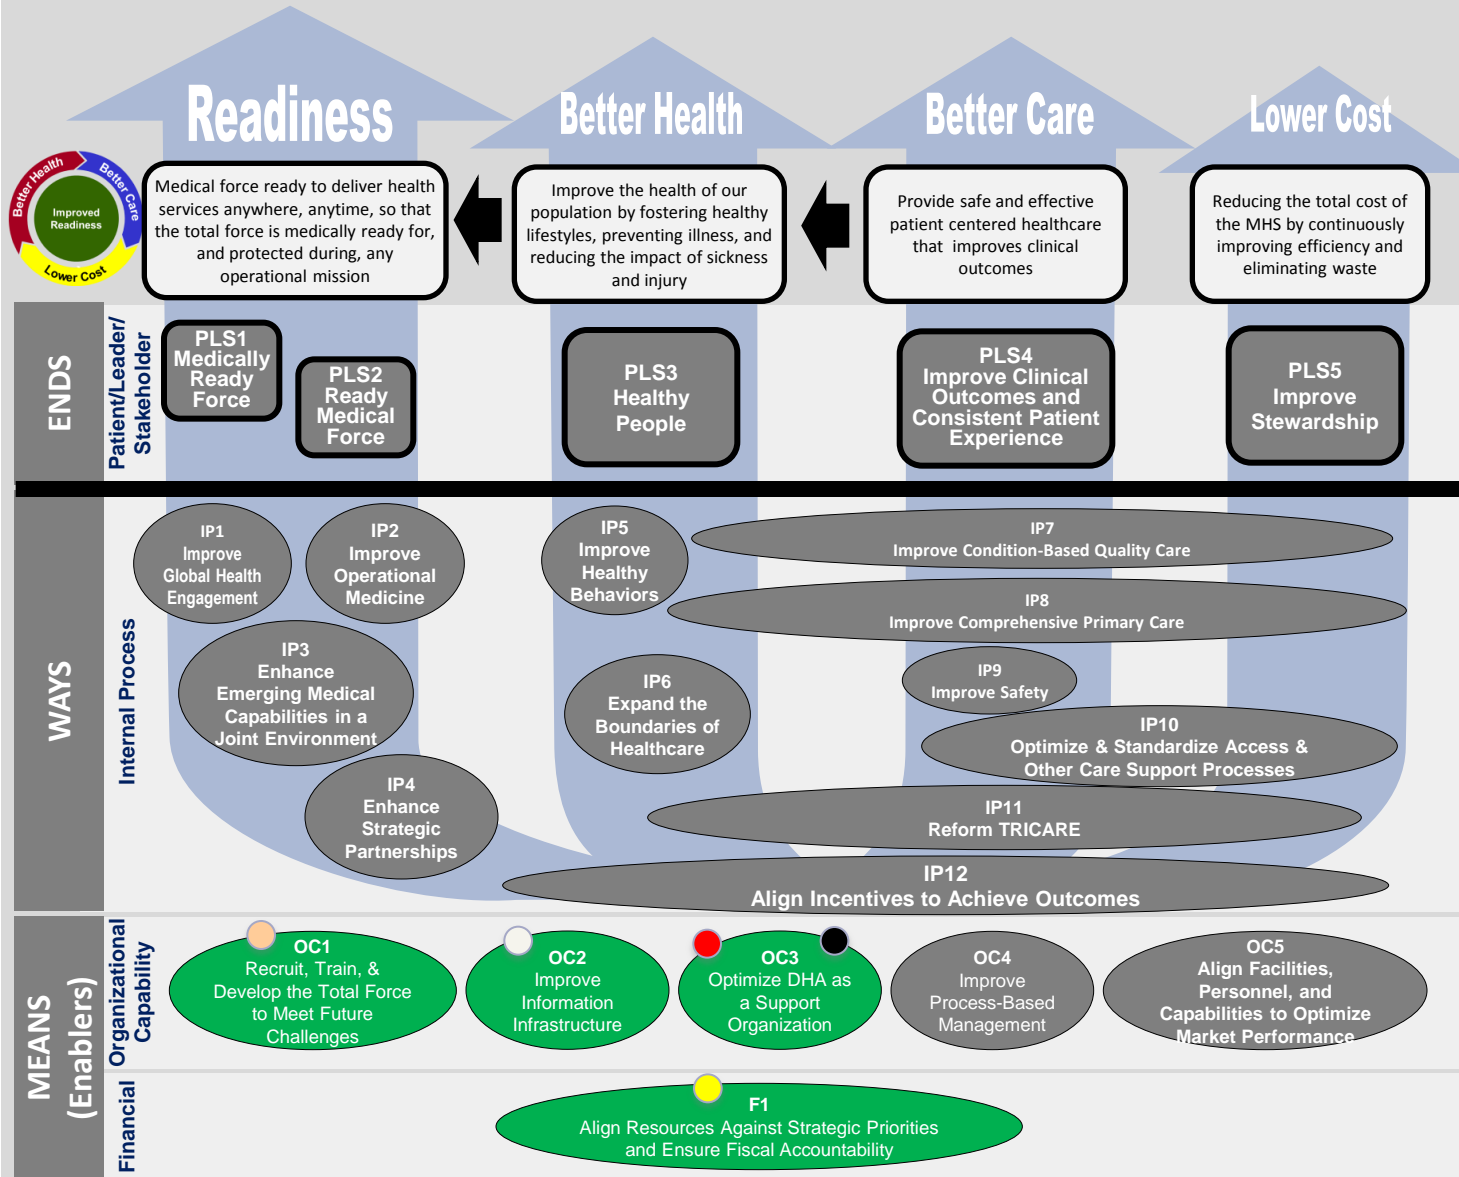 Readiness
Better Health
Better Care
Lower Cost
Better Health
Better Care
Lower Cost
Improved
Readiness
Medical force ready to deliver health
services anywhere, anytime, so that
the total force is medically ready for,
and protected during, any
operational mission
Improve the health of our
population by fostering healthy
lifestyles, preventing illness, and
reducing the impact of sickness
and injury
Provide safe and effective
patient centered healthcare
that improves clinical
outcomes
Reducing the total cost of
the MHS by continuously
improving efficiency and
eliminating waste
ENDS
Patient/Leader/
Stakeholder
PLS1
Medically
Ready
Force
PLS2
Ready
Medical
Force
PLS3
Healthy
People
PLS4
Improve Clinical
Outcomes and
Consistent Patient
Experience
PLS5
Improve
Stewardship
WAYS
Internal Process
IP1
Improve
Global Health
Engagement
IP2
Improve
Operational
Medicine
IP3
Enhance
Emerging Medical
Capabilities in a
Joint Environment
IP4
Enhance
Strategic
Partnerships
IP5
Improve
Healthy
Behaviors
IP6
Expand the
Boundaries of
Healthcare
IP7
Improve Condition-Based Quality Care
IP8
Improve Comprehensive Primary Care
IP9
Improve Safety
IP10
Optimize & Standardize Access &
Other Care Support Processes
IP11
Reform TRICARE
IP12
Align Incentives to Achieve Outcomes
MEANS
(Enablers)
Organizational
Capability
OC1
Recruit, Train, &
Develop the Total Force
to Meet Future
Challenges
OC2
Improve
Information
Infrastructure
OC3
Optimize DHA as
a Support
Organization
OC4
Improve
Process-Based
Management
OC5
Align Facilities,
Personnel, and
Capabilities to Optimize
Market Performance
Financial
F1
Align Resources Against Strategic Priorities
and Ensure Fiscal Accountability